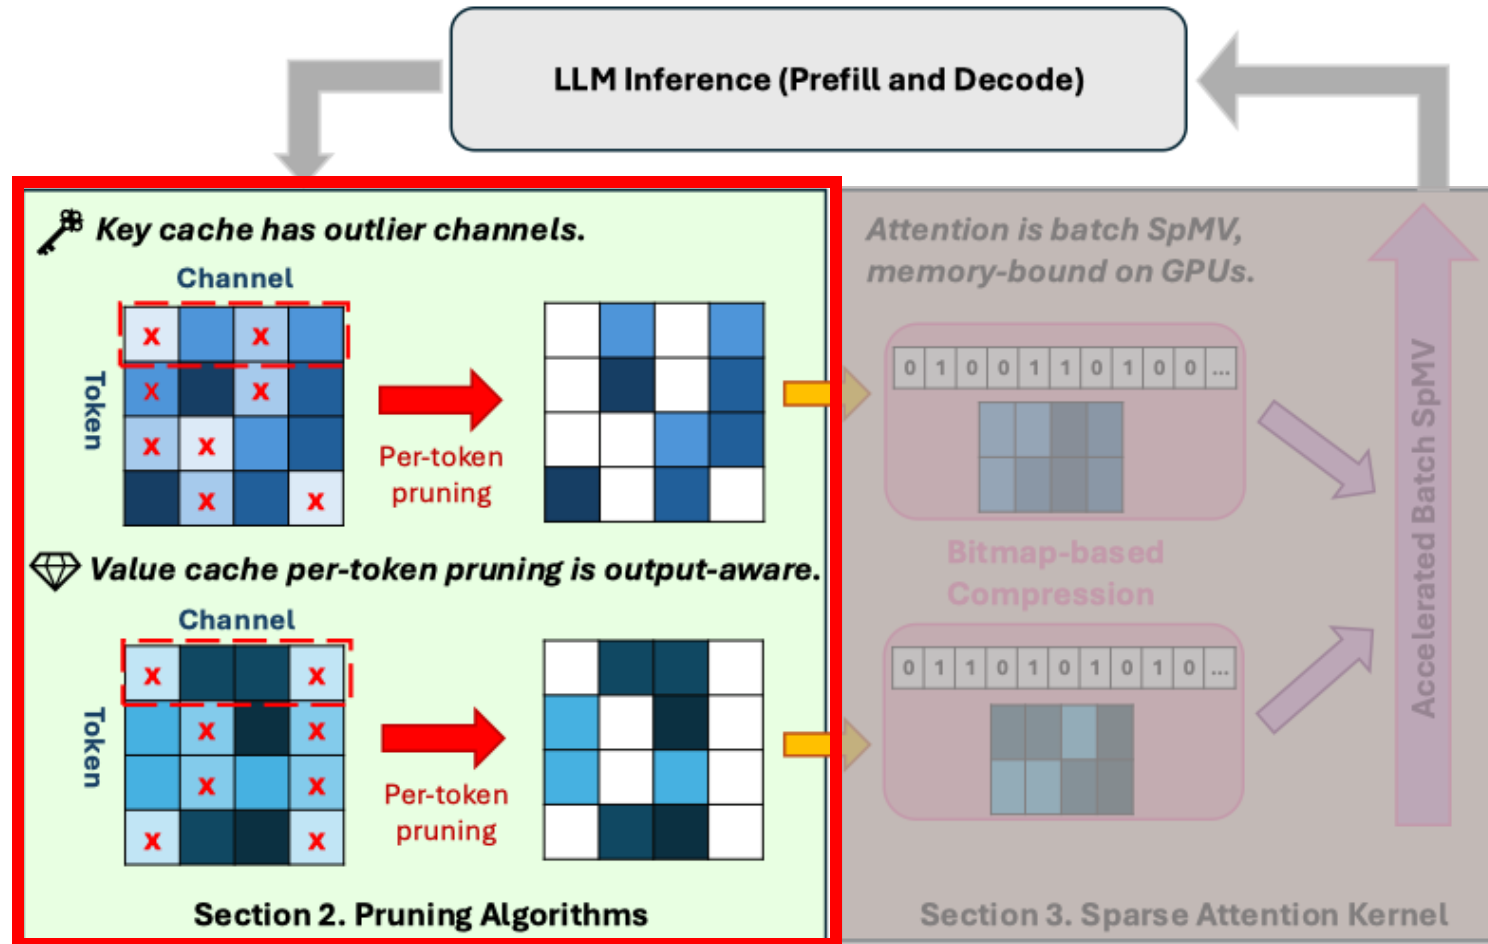 LLM Inference (Prefill and Decode)
Key cache has outlier channels.
Channel
Token
x x
x x
x x
x x
Per-token
pruning
Value cache per-token pruning is output-aware.
Channel
Token
x x
x x
x x
x x
Per-token
pruning
Section 2. Pruning Algorithms
Attention is batch SpMV,
memory-bound on GPUs.
0 1 0 0 1 1 0 1 0 0 ...
Bitmap-based
Compression
0 1 1 0 1 0 1 0 1 0 ...
Accelerated Batch SpMV
Section 3. Sparse Attention Kernel